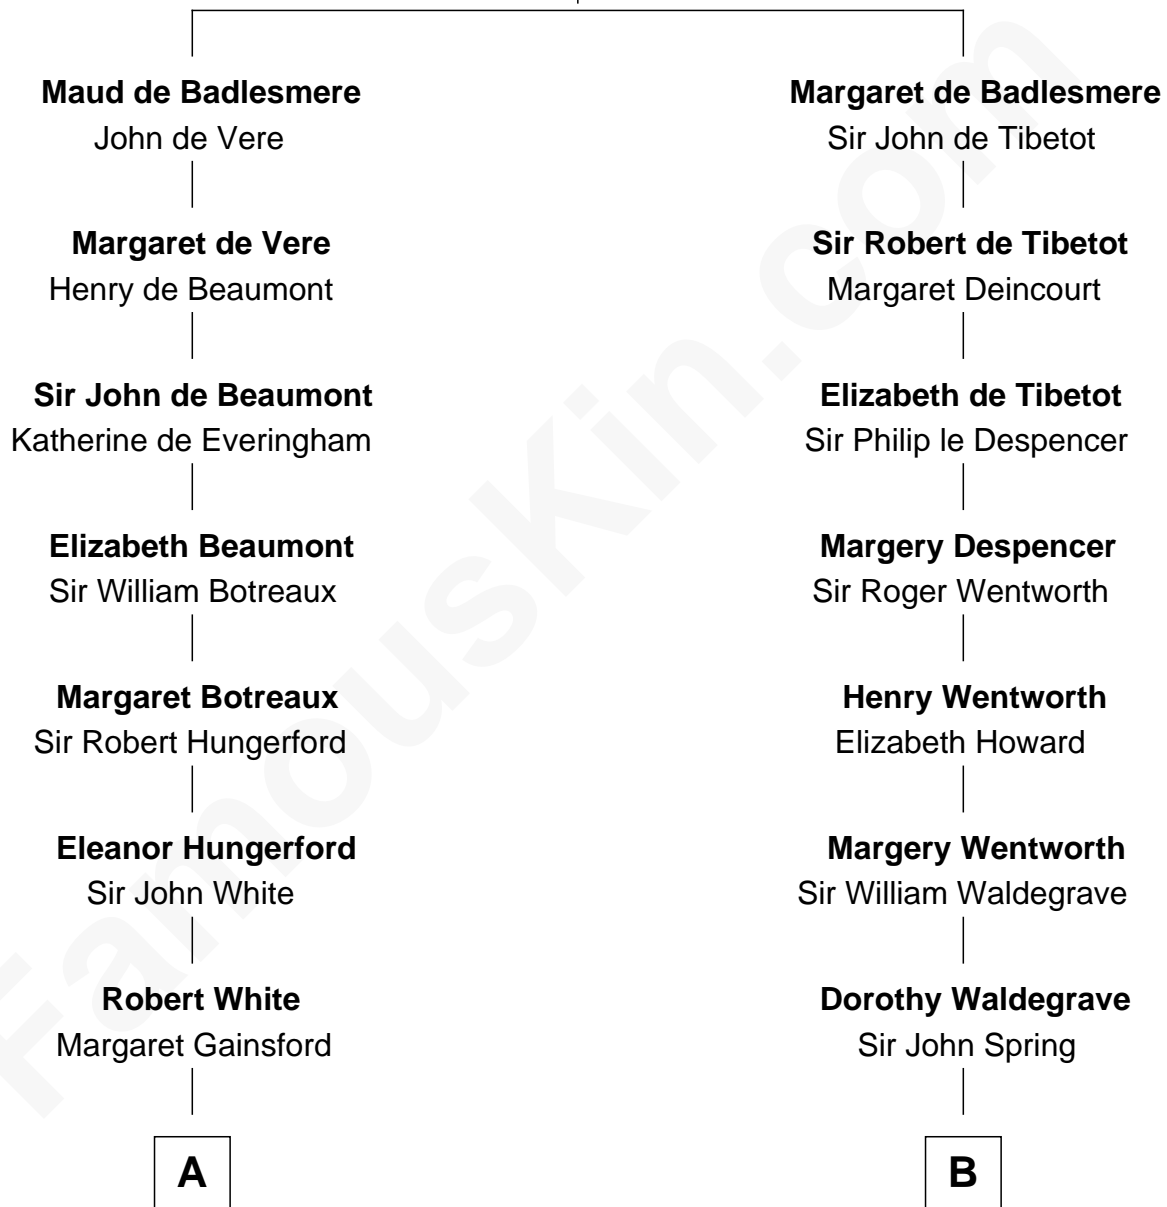 Maud de Badlesmere
John de Vere
Margaret de Vere
Henry de Beaumont
Sir John de Beaumont
Katherine de Everingham
Elizabeth Beaumont
Sir William Botreaux
Margaret Botreaux
Sir Robert Hungerford
Eleanor Hungerford
Sir John White
Robert White
Margaret Gainsford
A
Margaret de Badlesmere
Sir John de Tibetot
Sir Robert de Tibetot
Margaret Deincourt
Elizabeth de Tibetot
Sir Philip le Despencer
Margery Despencer
Sir Roger Wentworth
Henry Wentworth
Elizabeth Howard
Margery Wentworth
Sir William Waldegrave
Dorothy Waldegrave
Sir John Spring
B
FamousKin.com